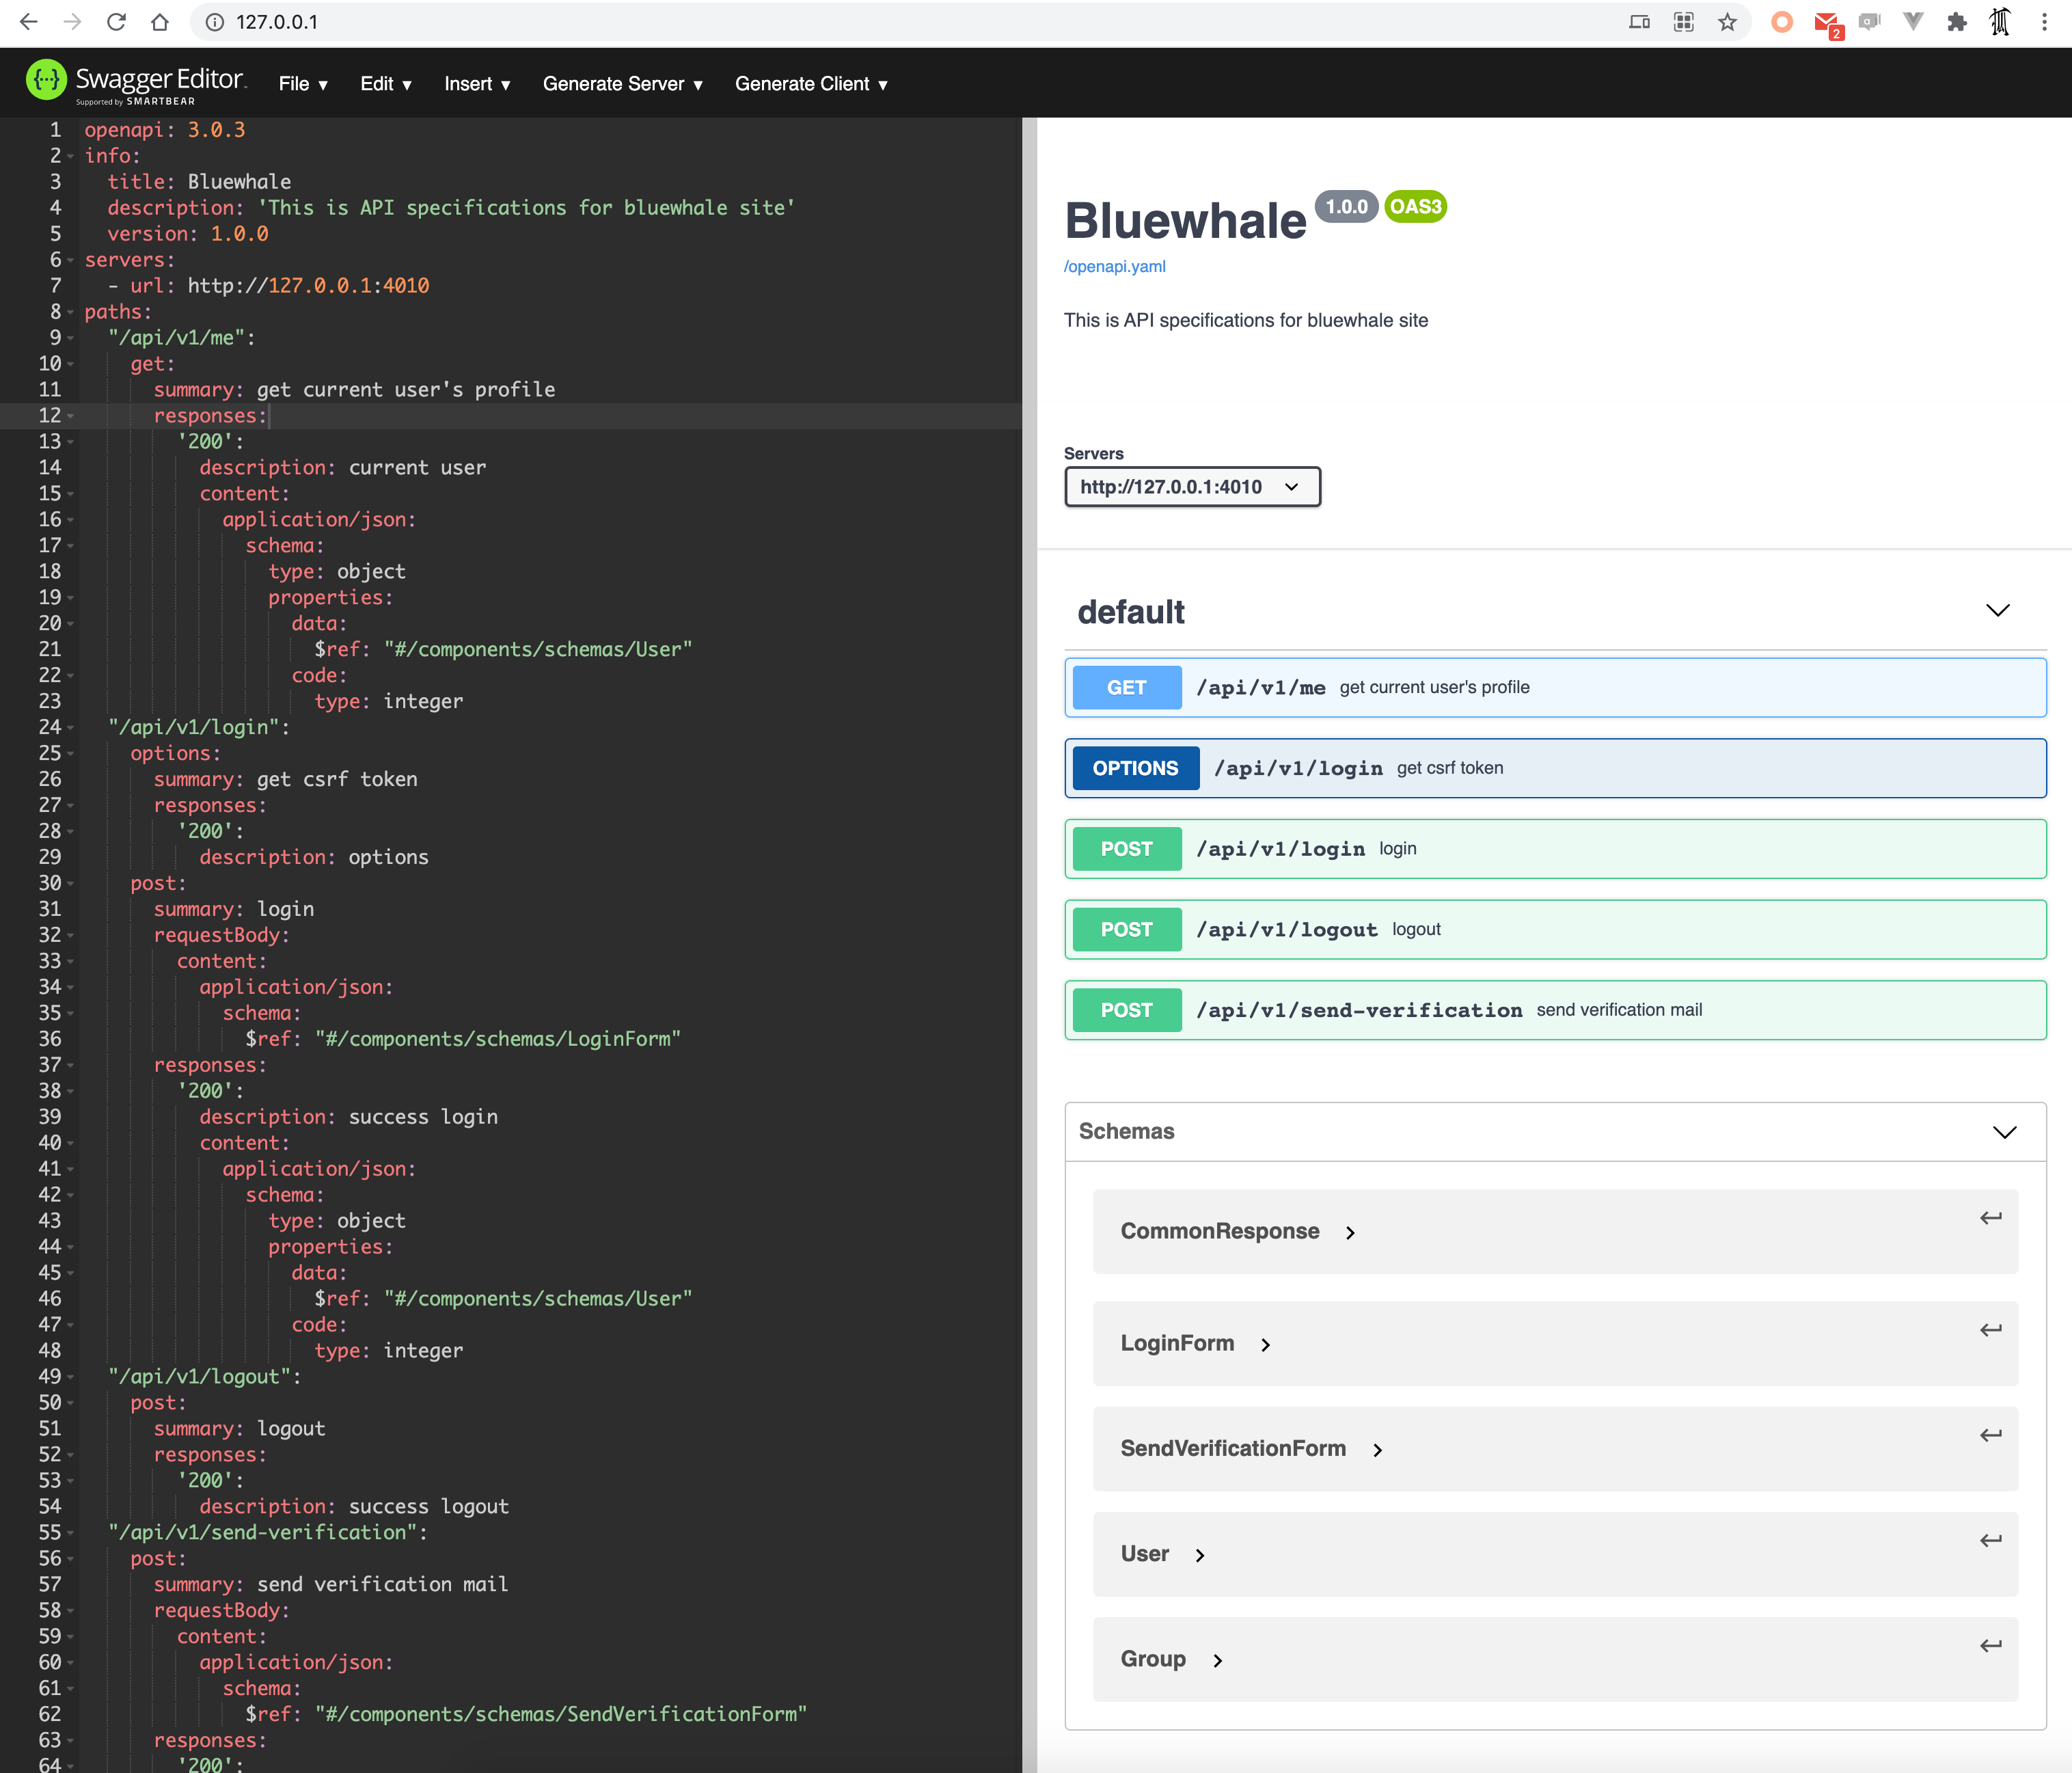 127.0.0.1
2
Swagger Editor
Supported by SMARTBEAR
File ▾ Edit ▾ Insert ▾ Generate Server ▾ Generate Client ▾
1 openapi: 3.0.3
2 info:
3 title: Bluewhale
4 description: 'This is API specifications for bluewhale site'
5 version: 1.0.0
6 servers:
7 - url: http://127.0.0.1:4010
8 paths:
9 "/api/v1/me":
10 get:
11 summary: get current user's profile
12 responses:
13 '200':
14 description: current user
15 content:
16 application/json:
17 schema:
18 type: object
19 properties:
20 data:
21 $ref: "#/components/schemas/User"
22 code:
23 type: integer
24 "/api/v1/login":
25 options:
26 summary: get csrf token
27 responses:
28 '200':
29 description: options
30 post:
31 summary: login
32 requestBody:
33 content:
34 application/json:
35 schema:
36 $ref: "#/components/schemas/LoginForm"
37 responses:
38 '200':
39 description: success login
40 content:
41 application/json:
42 schema:
43 type: object
44 properties:
45 data:
46 $ref: "#/components/schemas/User"
47 code:
48 type: integer
49 "/api/v1/logout":
50 post:
51 summary: logout
52 responses:
53 '200':
54 description: success logout
55 "/api/v1/send-verification":
56 post:
57 summary: send verification mail
58 requestBody:
59 content:
60 application/json:
61 schema:
62 $ref: "#/components/schemas/SendVerificationForm"
63 responses:
64 '200':
Bluewhale 1.0.0 OAS3
/openapi.yaml
This is API specifications for bluewhale site
Servers
http://127.0.0.1:4010
default
GET /api/v1/me get current user's profile
OPTIONS /api/v1/login get csrf token
POST /api/v1/login login
POST /api/v1/logout logout
POST /api/v1/send-verification send verification mail
Schemas
CommonResponse
LoginForm
SendVerificationForm
User
Group